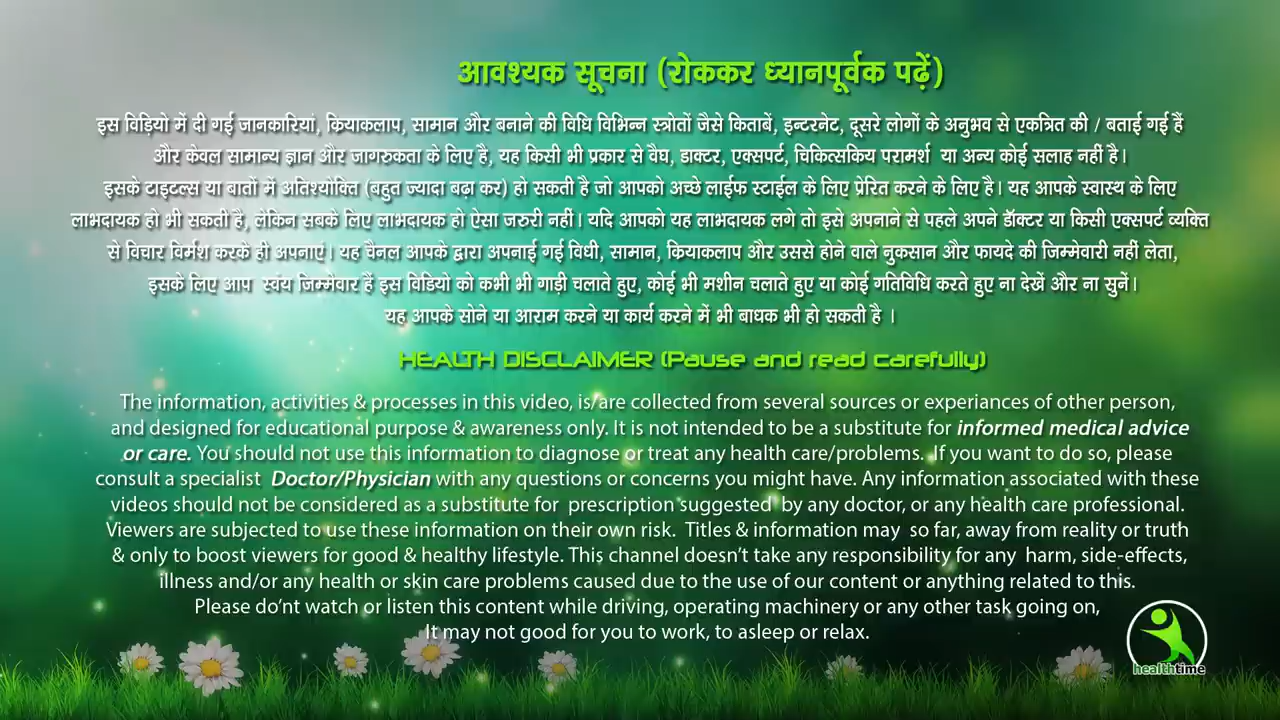 आवश्यक सूचना (रोककर ध्यानपूर्वक पढ़ें)
इस विड़ियो में दी गई जानकारियां, क्रियाकलाप, सामान और बनाने की विधि विभिन्न स्त्रोतों जैसे किताबें, इन्टरनेट, दूसरे लोगों के अनुभव से एकत्रित की / बताई गई हैं
और केवल सामान्य ज्ञान और जागरुकता के लिए है, यह किसी भी प्रकार से वैघ, डाक्टर, एक्सपर्ट, चिकित्सकिय परामर्श या अन्य कोई सलाह नहीं है।
इसके टाइटल्स या बातों में अतिश्योक्ति (बहुत ज्यादा बढ़ा कर) हो सकती है जो आपको अच्छे लाईफ स्टाईल के लिए प्रेरित करने के लिए है। यह आपके स्वास्थ के लिए
लाभदायक हो भी सकती है, लेकिन सबके लिए लाभदायक हो ऐसा जरुरी नहीं। यदि आपको यह लाभदायक लगे तो इसे अपनाने से पहले अपने डॉक्टर या किसी एक्सपर्ट व्यक्ति
से विचार विर्मश करके ही अपनाएं। यह चैनल आपके द्वारा अपनाई गई विधी, सामान, क्रियाकलाप और उससे होने वाले नुकसान और फायदे की जिम्मेवारी नहीं लेता,
इसके लिए आप स्वंय जिम्मेवार हैं इस विडियो को कभी भी गाड़ी चलाते हुए, कोई भी मशीन चलाते हुए या कोई गतिविधि करते हुए ना देखें और ना सुनें।
यह आपके सोने या आराम करने या कार्य करने में भी बाधक भी हो सकती है ।
HEALTH DISCLAIMER (Pause and read carefully)
The information, activities & processes in this video, is/are collected from several sources or experiances of other person,
and designed for educational purpose & awareness only. It is not intended to be a substitute for informed medical advice
or care. You should not use this information to diagnose or treat any health care/problems. If you want to do so, please
consult a specialist Doctor/Physician with any questions or concerns you might have. Any information associated with these
videos should not be considered as a substitute for prescription suggested by any doctor, or any health care professional.
Viewers are subjected to use these information on their own risk. Titles & information may so far, away from reality or truth
& only to boost viewers for good & healthy lifestyle. This channel doesn't take any responsibility for any harm, side-effects,
illness and/or any health or skin care problems caused due to the use of our content or anything related to this.
Please do'nt watch or listen this content while driving, operating machinery or any other task going on,
It may not good for you to work, to asleep or relax.
healthtime